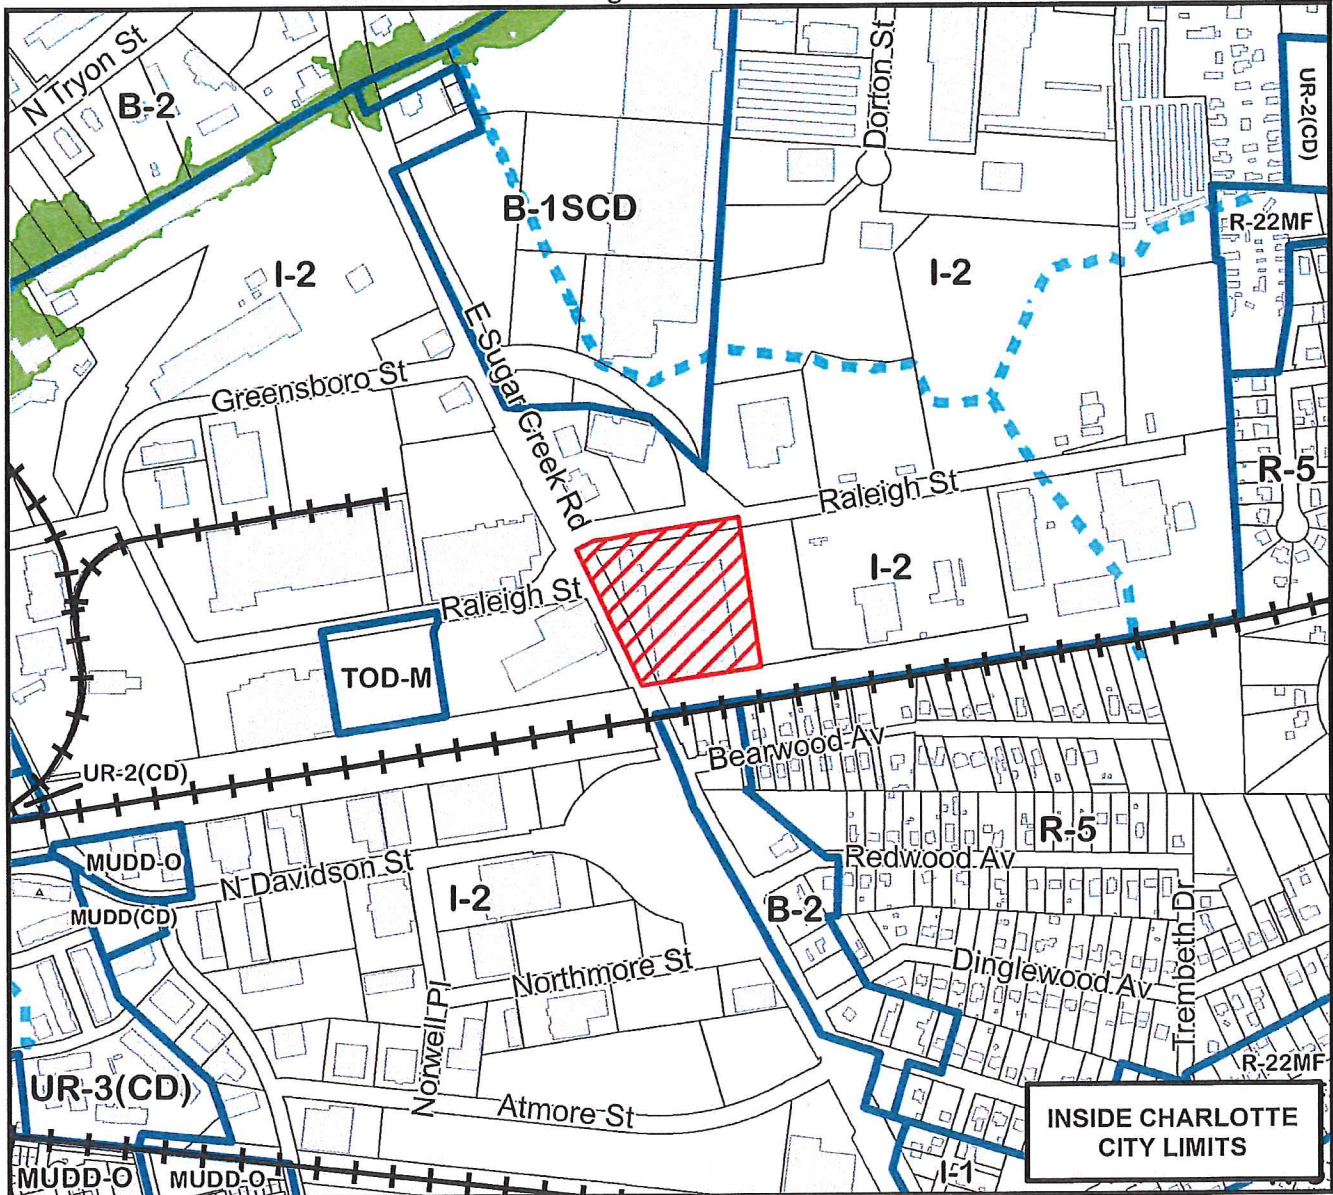 N Tryon St
B-2
Dorton St
UR-2(CD)
B-1SCD
R-22MF
I-2
I-2
E Sugar Creek Rd
Greensboro St
R-5
Raleigh St
I-2
Raleigh St
TOD-M
Bearwood Av
UR-2(CD)
R-5
MUDD-O
Redwood Av
N Davidson St
I-2
B-2
MUDD(CD)
Dinglewood Av
Northmore St
Trembeth Dr
Norwell Pl
R-22MF
UR-3(CD)
Atmore St
INSIDE CHARLOTTE
CITY LIMITS
MUDD-O
MUDD-O
I-1